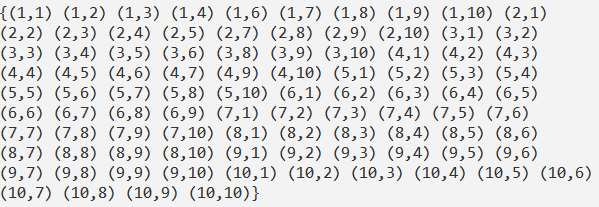 {(1,1) (1,2) (1,3) (1,4) (1,6) (1,7) (1,8) (1,9) (1,10) (2,1)
(2,2) (2,3) (2,4) (2,5) (2,7) (2,8) (2,9) (2,10) (3,1) (3,2)
(3,3) (3,4) (3,5) (3,6) (3,8) (3,9) (3,10) (4,1) (4,2) (4,3)
(4,4) (4,5) (4,6) (4,7) (4,9) (4,10) (5,1) (5,2) (5,3) (5,4)
(5,5) (5,6) (5,7) (5,8) (5,10) (6,1) (6,2) (6,3) (6,4) (6,5)
(6,6) (6,7) (6,8) (6,9) (7,1) (7,2) (7,3) (7,4) (7,5) (7,6)
(7,7) (7,8) (7,9) (7,10) (8,1) (8,2) (8,3) (8,4) (8,5) (8,6)
(8,7) (8,8) (8,9) (8,10) (9,1) (9,2) (9,3) (9,4) (9,5) (9,6)
(9,7) (9,8) (9,9) (9,10) (10,1) (10,2) (10,3) (10,4) (10,5) (10,6)
(10,7) (10,8) (10,9) (10,10)}